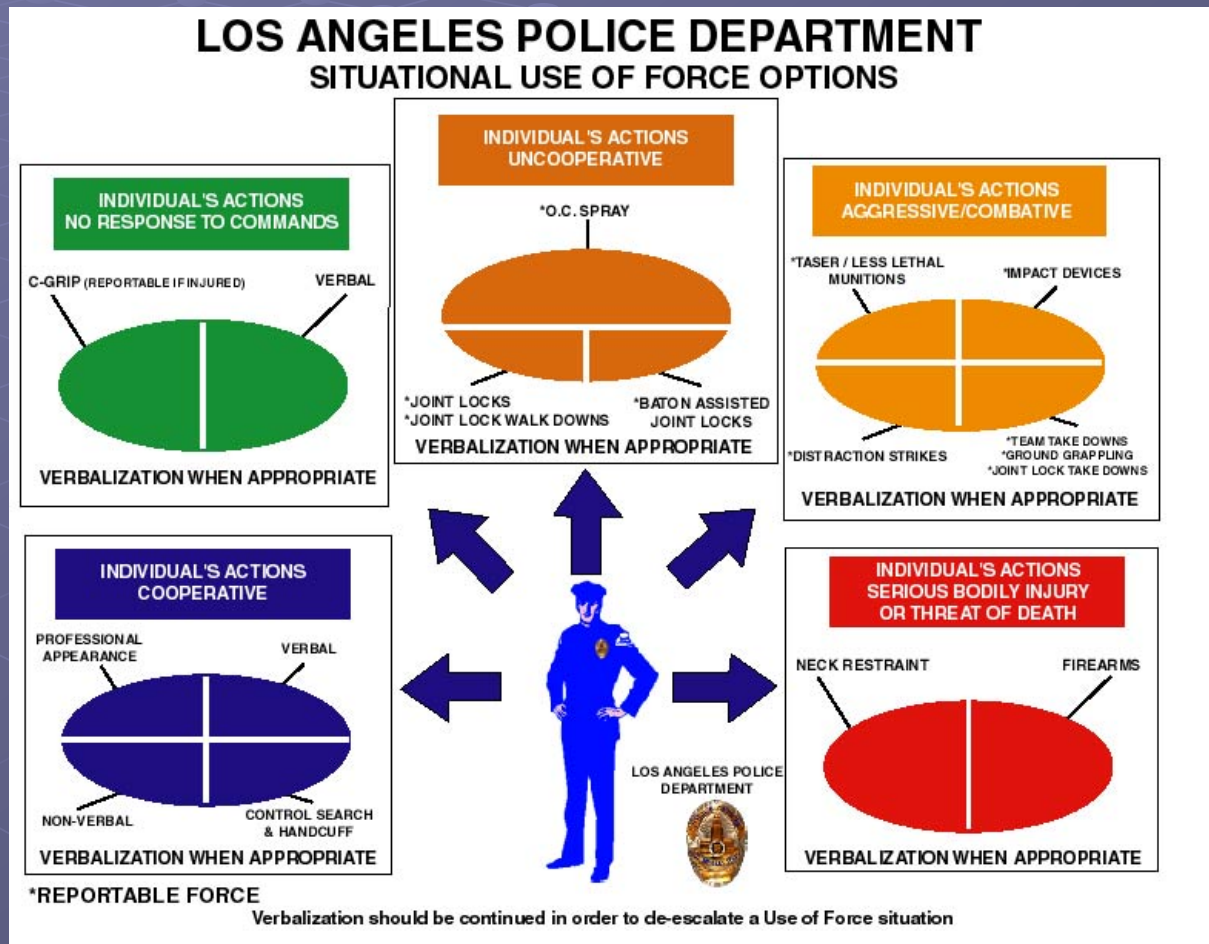 LOS ANGELES POLICE DEPARTMENT
SITUATIONAL USE OF FORCE OPTIONS
INDIVIDUAL'S ACTIONS
NO RESPONSE TO COMMANDS
C-GRIP (REPORTABLE IF INJURED)
VERBAL
VERBALIZATION WHEN APPROPRIATE
INDIVIDUAL'S ACTIONS
UNCOOPERATIVE
*O.C. SPRAY
*JOINT LOCKS
*JOINT LOCK WALK DOWNS
*BATON ASSISTED
JOINT LOCKS
VERBALIZATION WHEN APPROPRIATE
INDIVIDUAL'S ACTIONS
AGGRESSIVE/COMBATIVE
*TASER / LESS LETHAL
MUNITIONS
*IMPACT DEVICES
*DISTRACTION STRIKES
*TEAM TAKE DOWNS
*GROUND GRAPPLING
*JOINT LOCK TAKE DOWNS
VERBALIZATION WHEN APPROPRIATE
INDIVIDUAL'S ACTIONS
COOPERATIVE
PROFESSIONAL
APPEARANCE
VERBAL
NON-VERBAL
CONTROL SEARCH
& HANDCUFF
VERBALIZATION WHEN APPROPRIATE
LOS ANGELES POLICE
DEPARTMENT
INDIVIDUAL'S ACTIONS
SERIOUS BODILY INJURY
OR THREAT OF DEATH
NECK RESTRAINT
FIREARMS
VERBALIZATION WHEN APPROPRIATE
*REPORTABLE FORCE
Verbalization should be continued in order to de-escalate a Use of Force situation